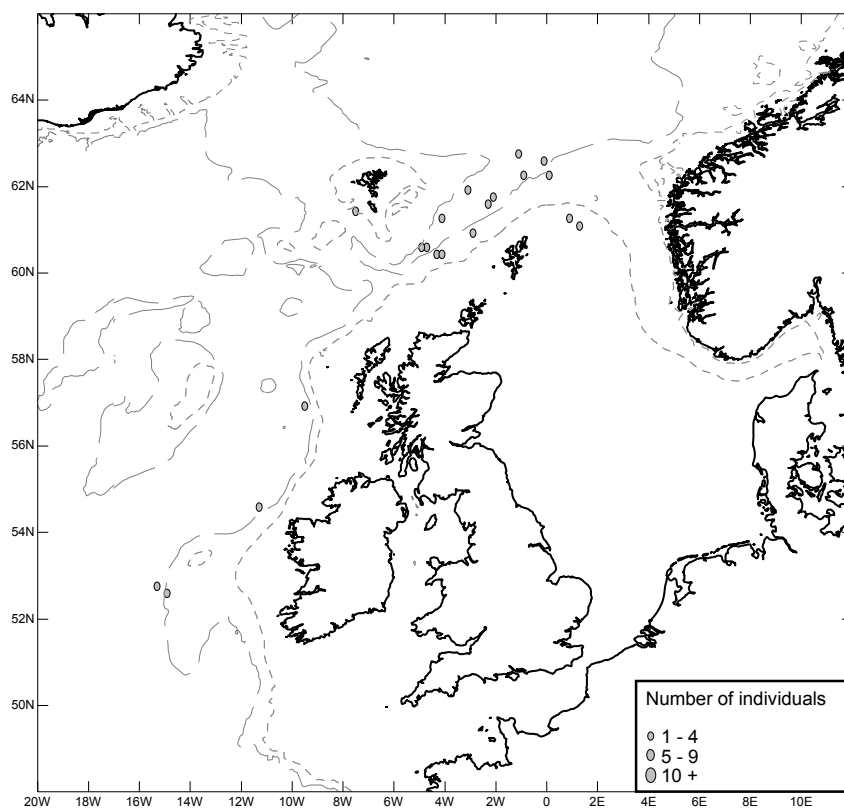 64N
62N
60N
58N
56N
54N
52N
50N
Number of individuals
1 - 4
5 - 9
10 +
20W 18W 16W 14W 12W 10W 8W 6W 4W 2W 0 2E 4E 6E 8E 10E